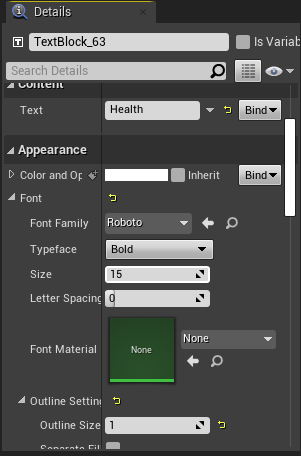 Details
TextBlock_63
Is Variab
Search Details
Content
Text
Health
Bind
Appearance
Color and Op
Inherit
Bind
Font
Font Family
Roboto
Typeface
Bold
Size
15
Letter Spacing
0
Font Material
None
None
Outline Setting
Outline Size
1
Separate Fil